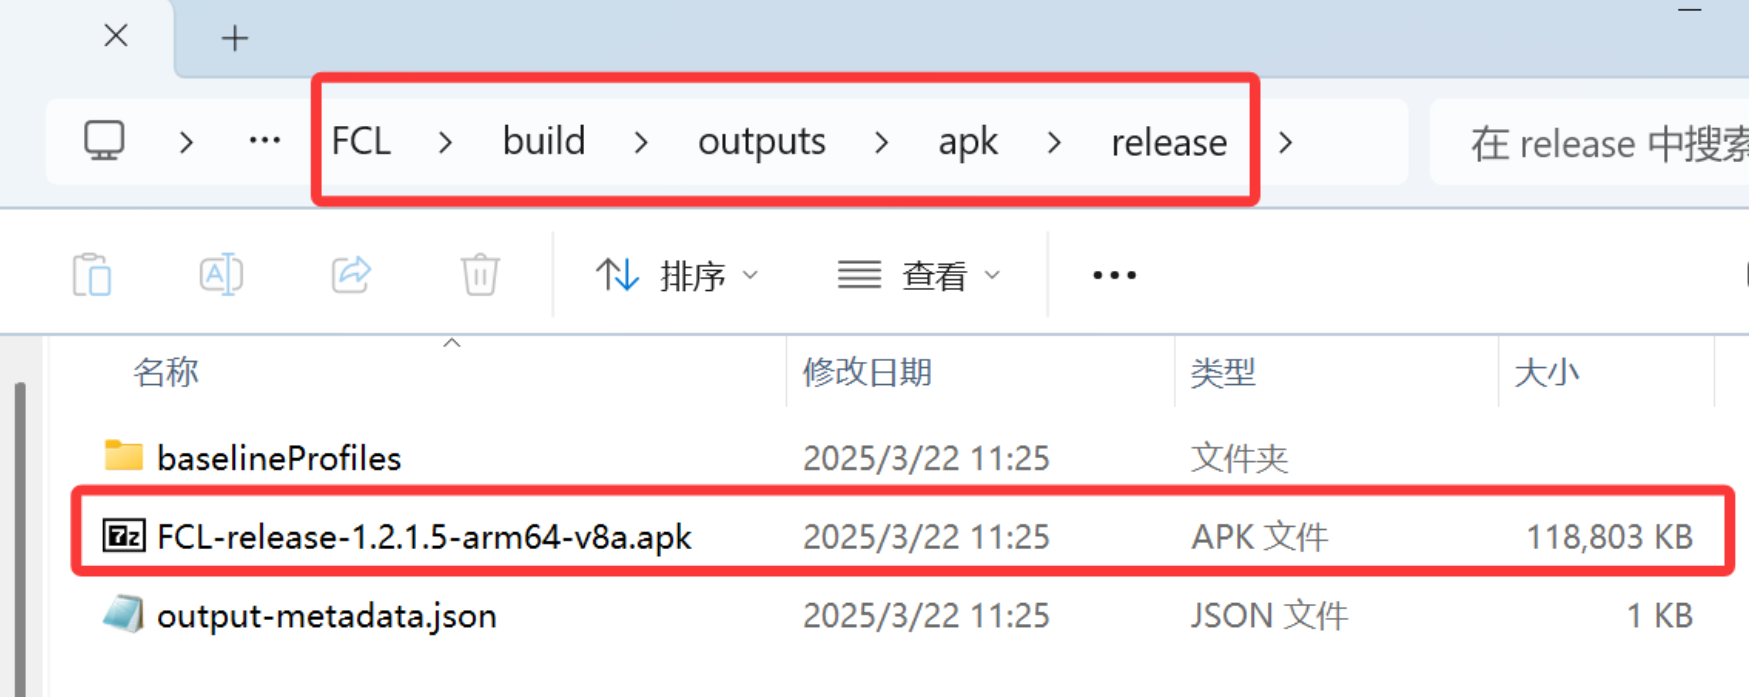 FCL > build > outputs > apk > release > 在 release 中搜索
排序 查看
名称 修改日期 类型 大小
baselineProfiles 2025/3/22 11:25 文件夹
7z FCL-release-1.2.1.5-arm64-v8a.apk 2025/3/22 11:25 APK 文件 118,803 KB
output-metadata.json 2025/3/22 11:25 JSON 文件 1 KB